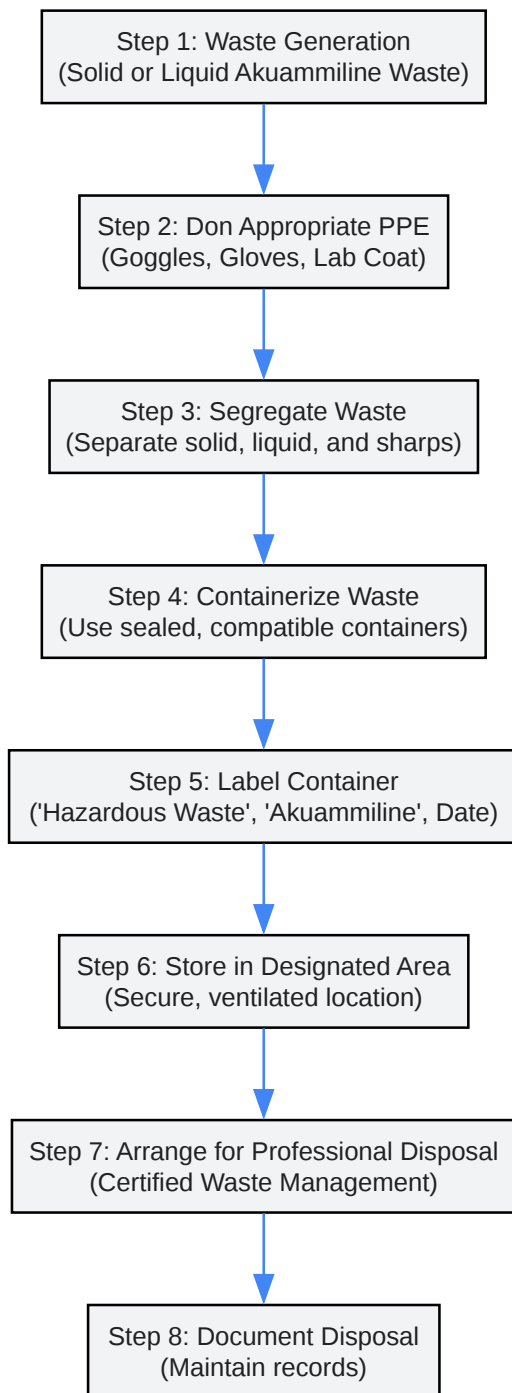 Step 1: Waste Generation
(Solid or Liquid Akuammiline Waste)
Step 2: Don Appropriate PPE
(Goggles, Gloves, Lab Coat)
Step 3: Segregate Waste
(Separate solid, liquid, and sharps)
Step 4: Containerize Waste
(Use sealed, compatible containers)
Step 5: Label Container
('Hazardous Waste', 'Akuammiline', Date)
Step 6: Store in Designated Area
(Secure, ventilated location)
Step 7: Arrange for Professional Disposal
(Certified Waste Management)
Step 8: Document Disposal
(Maintain records)